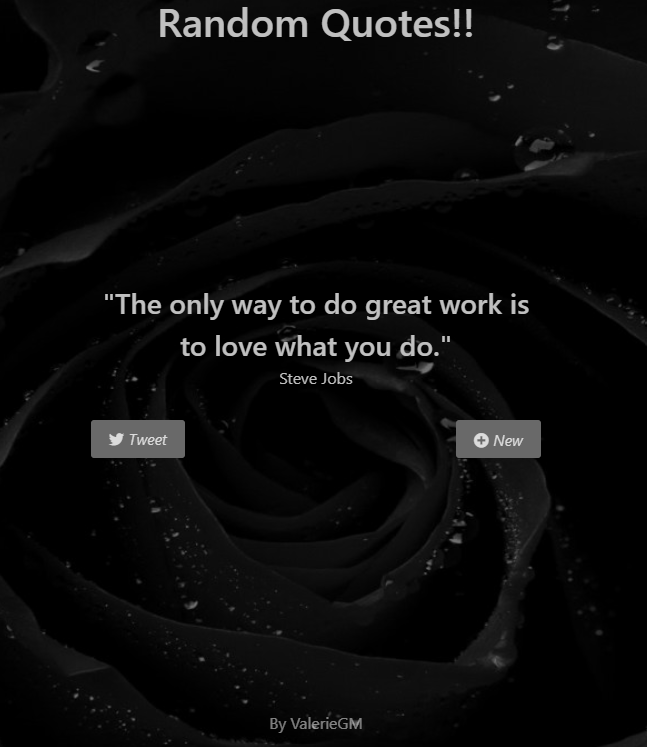 Random Quotes!!
"The only way to do great work is
to love what you do."
Steve Jobs
Tweet
New
By ValerieGM